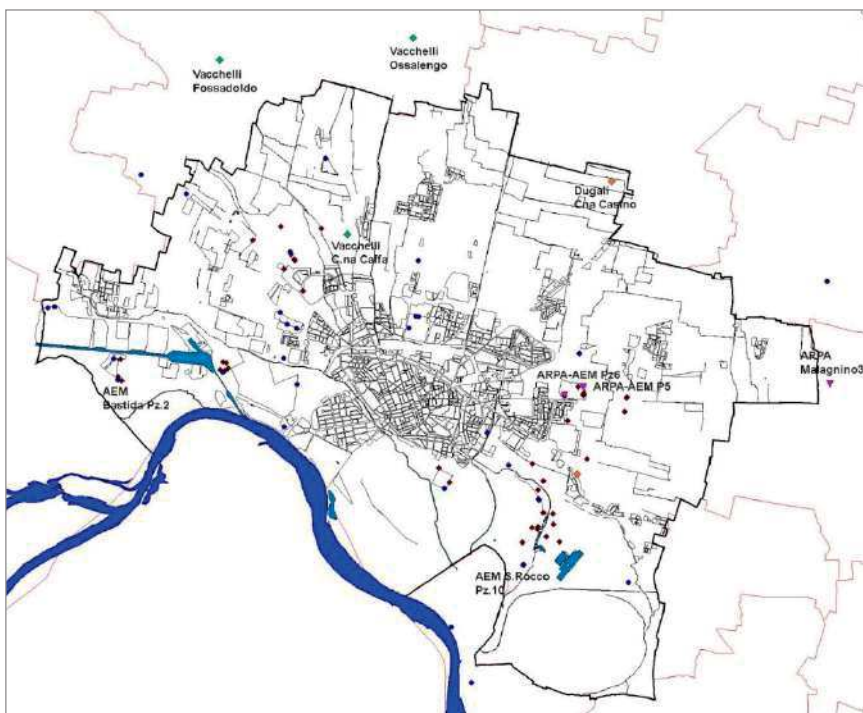 Vacchelli
Ossalengo
Vacchelli
Fossadoldo
Dugali
Cna Casino
Vacchelli
C.na Caffa
ARPA
Malagnino3
ARPA-AEM Pz6
ARPA-AEM P5
AEM
Bastida Pz.2
AEM S.Rocco
Pz.10